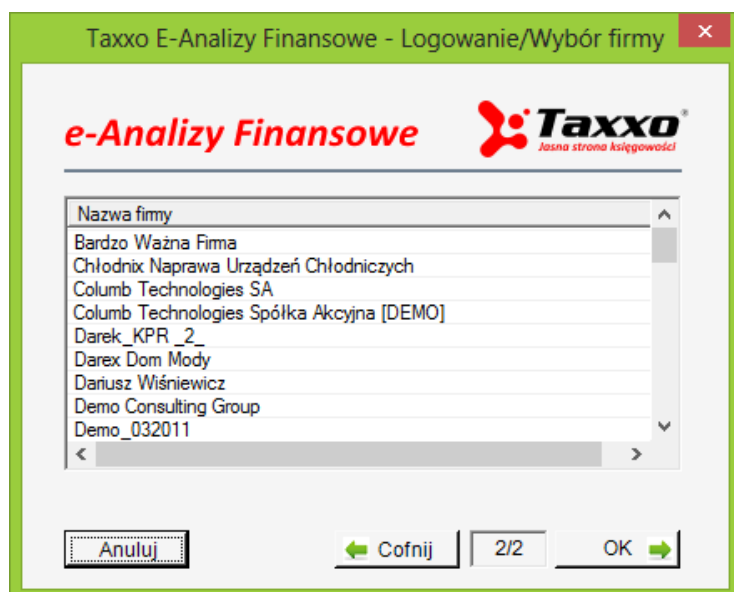 Taxxo E-Analizy Finansowe - Logowanie/Wybór firmy
e-Analizy Finansowe
Taxxo®
Jasna strona księgowości
Nazwa firmy
Bardzo Ważna Firma
Chłodnix Naprawa Urządzeń Chłodniczych
Columb Technologies SA
Columb Technologies Spółka Akcyjna [DEMO]
Darek_KPR _2_
Darex Dom Mody
Dariusz Wiśniewicz
Demo Consulting Group
Demo_032011
Anuluj
Cofnij
2/2
OK